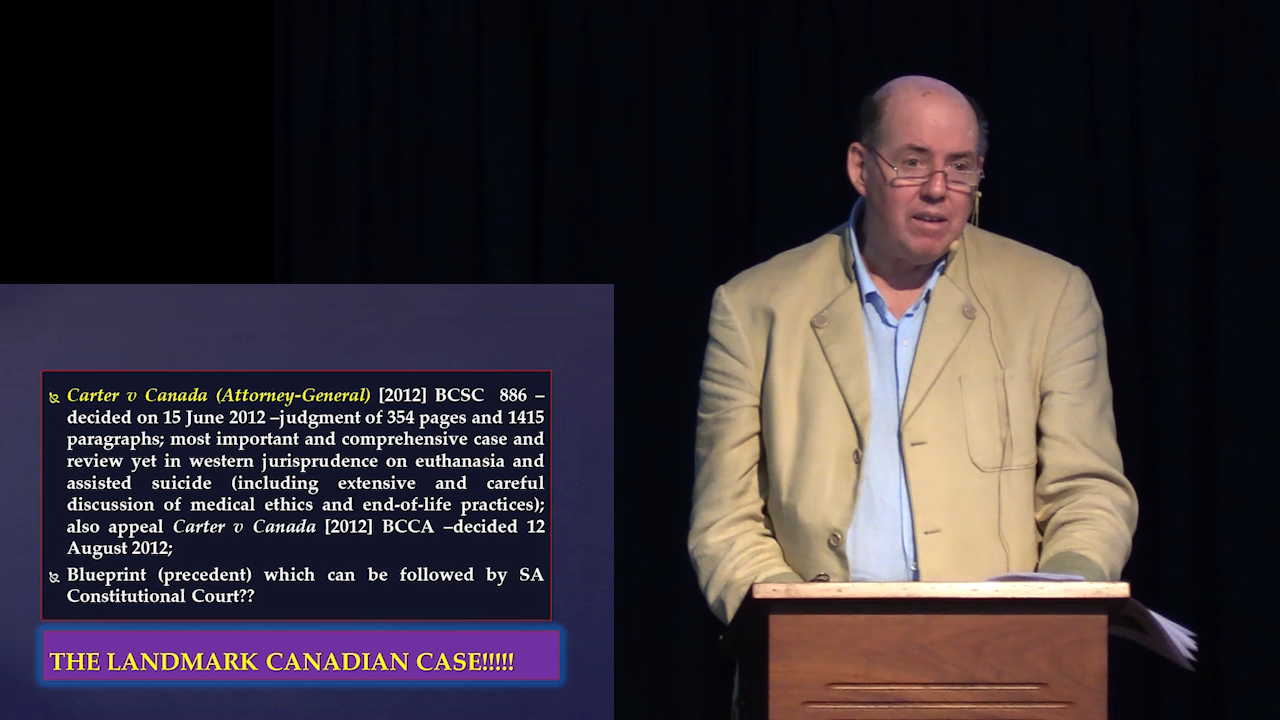 Carter v Canada (Attorney-General) [2012] BCSC 886 –
decided on 15 June 2012 –judgment of 354 pages and 1415
paragraphs; most important and comprehensive case and
review yet in western jurisprudence on euthanasia and
assisted suicide (including extensive and careful
discussion of medical ethics and end-of-life practices);
also appeal Carter v Canada [2012] BCCA –decided 12
August 2012;
Blueprint (precedent) which can be followed by SA
Constitutional Court??
THE LANDMARK CANADIAN CASE!!!!!